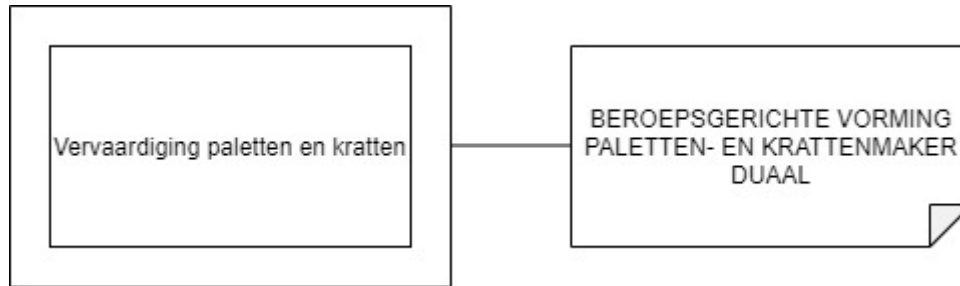 Vervaardiging paletten en kratten
BEROEPSGERICHTE VORMING
PALETTEN- EN KRATTENMAKER
DUAAL